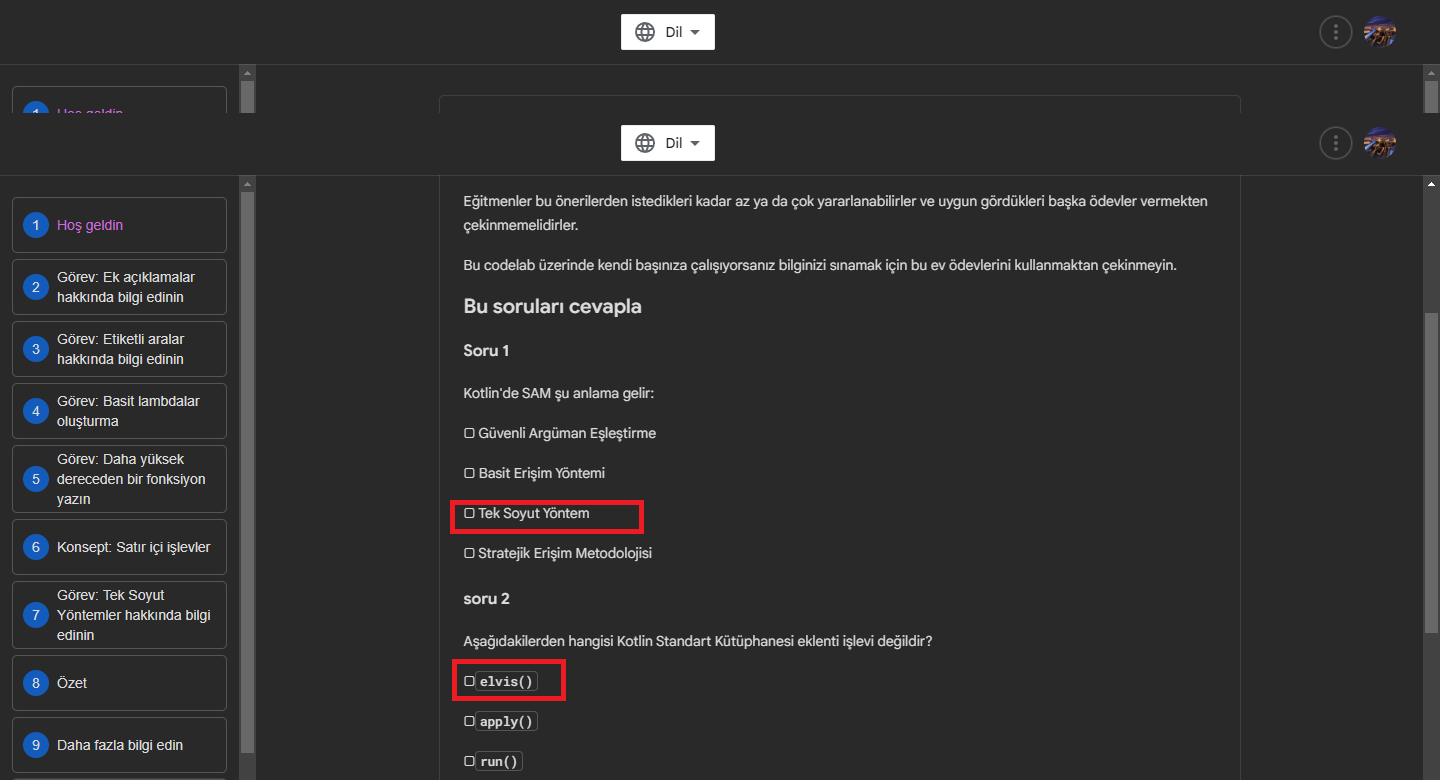 Dil
1 Hoş geldin
Dil
1 Hoş geldin
2 Görev: Ek açıklamalar
hakkında bilgi edinin
3 Görev: Etiketli aralar
hakkında bilgi edinin
4 Görev: Basit lambdalar
oluşturma
5 Görev: Daha yüksek
dereceden bir fonksiyon
yazın
6 Konsept: Satır içi işlevler
7 Görev: Tek Soyut
Yöntemler hakkında bilgi
edinin
8 Özet
9 Daha fazla bilgi edin
Eğitmenler bu önerilerden istedikleri kadar az ya da çok yararlanabilirler ve uygun gördükleri başka ödevler vermekten
çekinmemelidirler.
Bu codelab üzerinde kendi başınıza çalışıyorsanız bilginizi sınamak için bu ev ödevlerini kullanmaktan çekinmeyin.
Bu soruları cevapla
Soru 1
Kotlin'de SAM şu anlama gelir:
Güvenli Argüman Eşleştirme
Basit Erişim Yöntemi
Tek Soyut Yöntem
Stratejik Erişim Metodolojisi
soru 2
Aşağıdakilerden hangisi Kotlin Standart Kütüphanesi eklenti işlevi değildir?
elvis()
apply()
run()